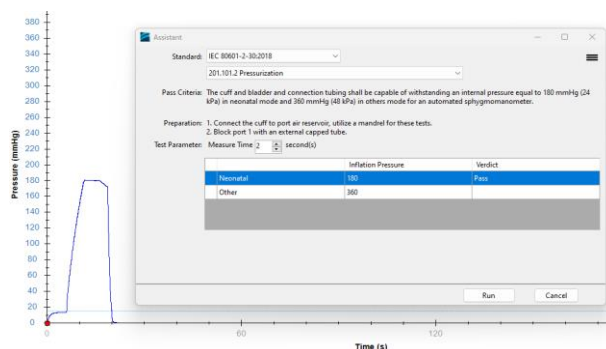 Assistant
Standard: IEC 80601-2-30:2018
201.101.2 Pressurization
Pass Criteria: The cuff and bladder and connection tubing shall be capable of withstanding an internal pressure equal to 180 mmHg (24
kPa) in neonatal mode and 360 mmHg (48 kPa) in others mode for an automated sphygmomanometer.
Preparation: 1. Connect the cuff to port air reservoir, utilize a mandrel for these tests.
2. Block port 1 with an external capped tube.
Test Parameter: Measure Time 2 second(s)
Inflation Pressure Verdict
Neonatal 180 Pass
Other 360
Run Cancel
Pressure (mmHg)
380
360
340
320
300
280
260
240
220
200
180
160
140
120
100
80
60
40
20
0
0 60 120
Time (s)